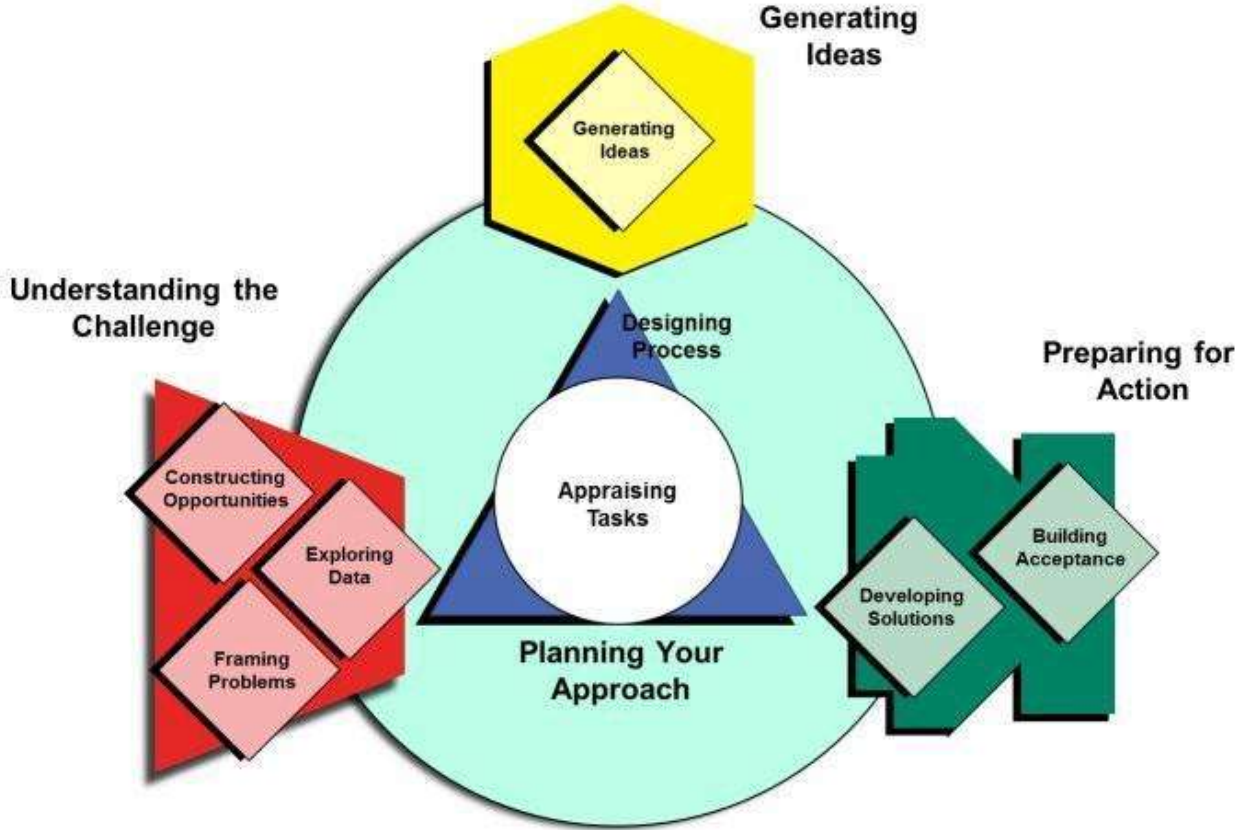 Generating
Ideas
Generating
Ideas
Understanding the
Challenge
Designing
Process
Preparing for
Action
Constructing
Opportunities
Exploring
Data
Framing
Problems
Appraising
Tasks
Building
Acceptance
Developing
Solutions
Planning Your
Approach